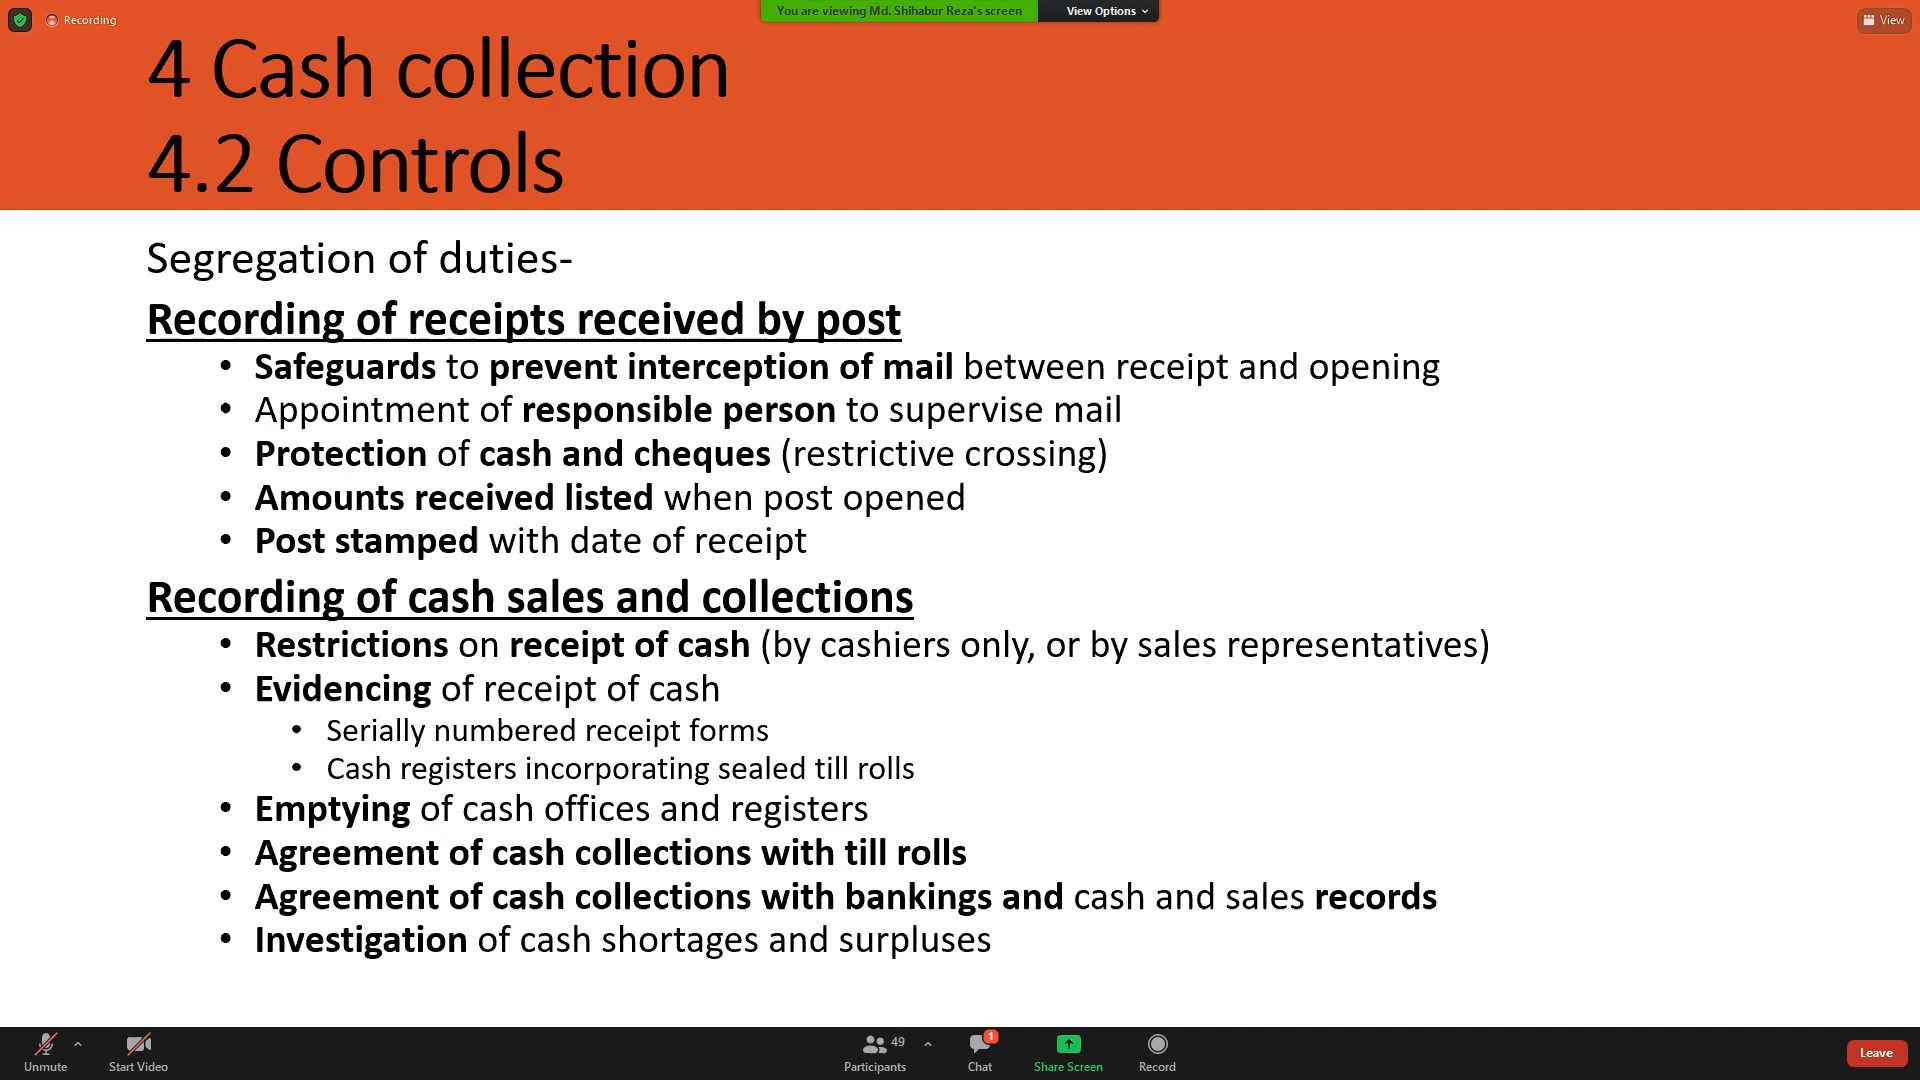 Recording
You are viewing Md. Shihabur Reza's screen
View Options
View
4 Cash collection
4.2 Controls
Segregation of duties-
Recording of receipts received by post
• Safeguards to prevent interception of mail between receipt and opening
• Appointment of responsible person to supervise mail
• Protection of cash and cheques (restrictive crossing)
• Amounts received listed when post opened
• Post stamped with date of receipt
Recording of cash sales and collections
• Restrictions on receipt of cash (by cashiers only, or by sales representatives)
• Evidencing of receipt of cash
• Serially numbered receipt forms
• Cash registers incorporating sealed till rolls
• Emptying of cash offices and registers
• Agreement of cash collections with till rolls
• Agreement of cash collections with bankings and cash and sales records
• Investigation of cash shortages and surpluses
Unmute
Start Video
49
Participants
1
Chat
Share Screen
Record
Leave